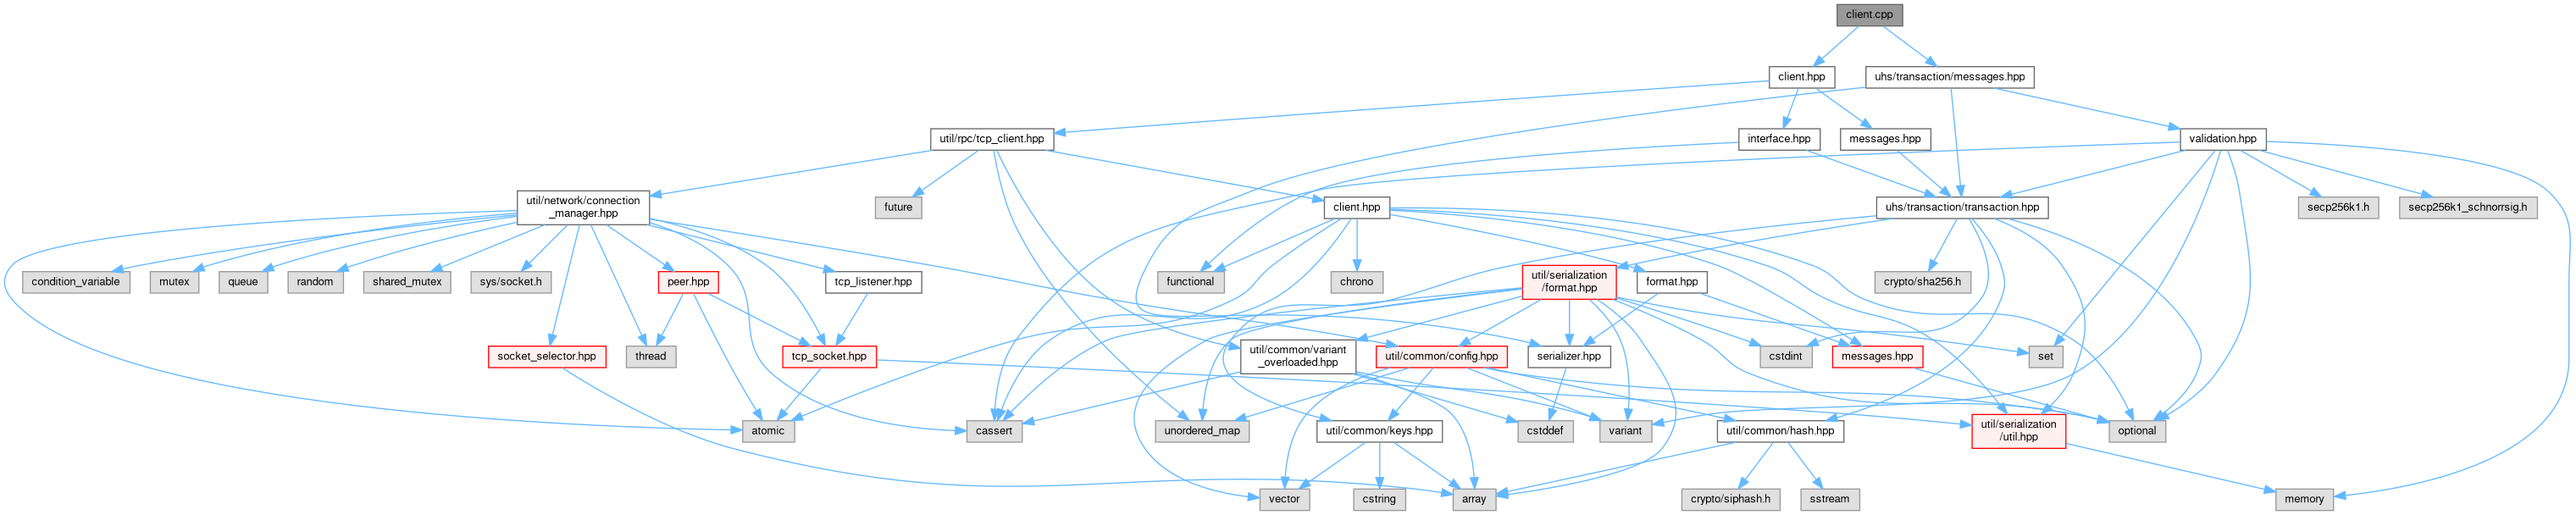 client.cpp
client.hpp
uhs/transaction/messages.hpp
util/rpc/tcp_client.hpp
interface.hpp
messages.hpp
validation.hpp
util/network/connection
_manager.hpp
future
client.hpp
uhs/transaction/transaction.hpp
secp256k1.h
secp256k1_schnorrsig.h
condition_variable
mutex
queue
random
shared_mutex
sys/socket.h
peer.hpp
tcp_listener.hpp
functional
chrono
util/serialization
/format.hpp
format.hpp
crypto/sha256.h
socket_selector.hpp
thread
tcp_socket.hpp
util/common/variant
_overloaded.hpp
util/common/config.hpp
serializer.hpp
cstdint
messages.hpp
set
atomic
cassert
unordered_map
util/common/keys.hpp
cstddef
variant
util/common/hash.hpp
util/serialization
/util.hpp
optional
vector
cstring
array
crypto/siphash.h
sstream
memory